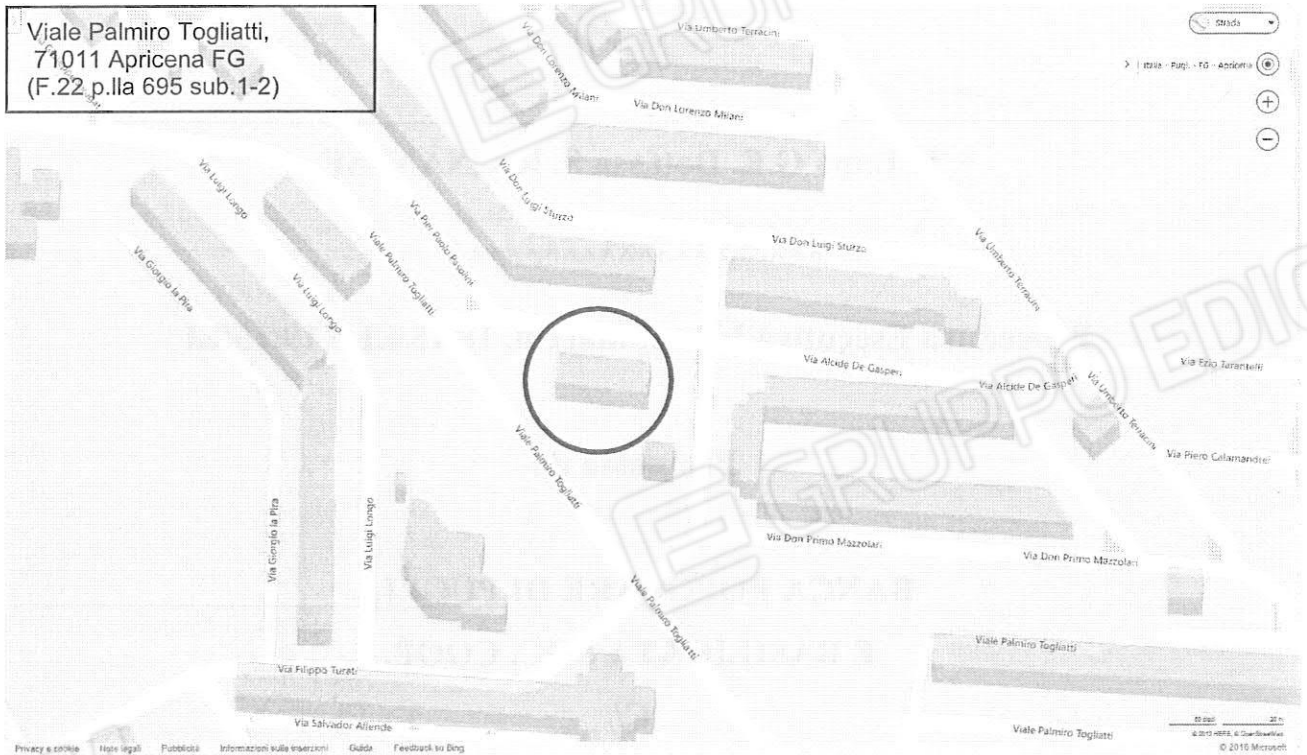 Viale Palmiro Togliatti,
71011 Apricena FG
(F.22 p.lla 695 sub.1-2)
Strada
Italia - Pugl. - FG - Apricena
Via Umberto Terracini
Via Don Lorenzo Milani
Via Don Lorenzo Milani
Via Luigi Longo
Via Don Luigi Sturzo
Via Pier Paolo Pasolini
Viale Palmiro Togliatti
Via Don Luigi Sturzo
Via Umberto Terracini
Via Giorgio la Pira
Via Luigi Longo
Via Alcide De Gasperi
Via Alcide De Gasperi
Via Ezio Tarantelli
Via Umberto Terracini
Via Piero Calamandrei
Viale Palmiro Togliatti
Via Giorgio la Pira
Via Luigi Longo
Via Don Primo Mazzolari
Via Don Primo Mazzolari
Viale Palmiro Togliatti
Viale Palmiro Togliatti
Via Filippo Turati
Via Salvador Allende
Viale Palmiro Togliatti
© 2016 Microsoft
Privacy e cookie
Note legali
Pubblicità
Informazioni sulle inserzioni
Guida
Feedback su Bing
GRUPPO EDIC